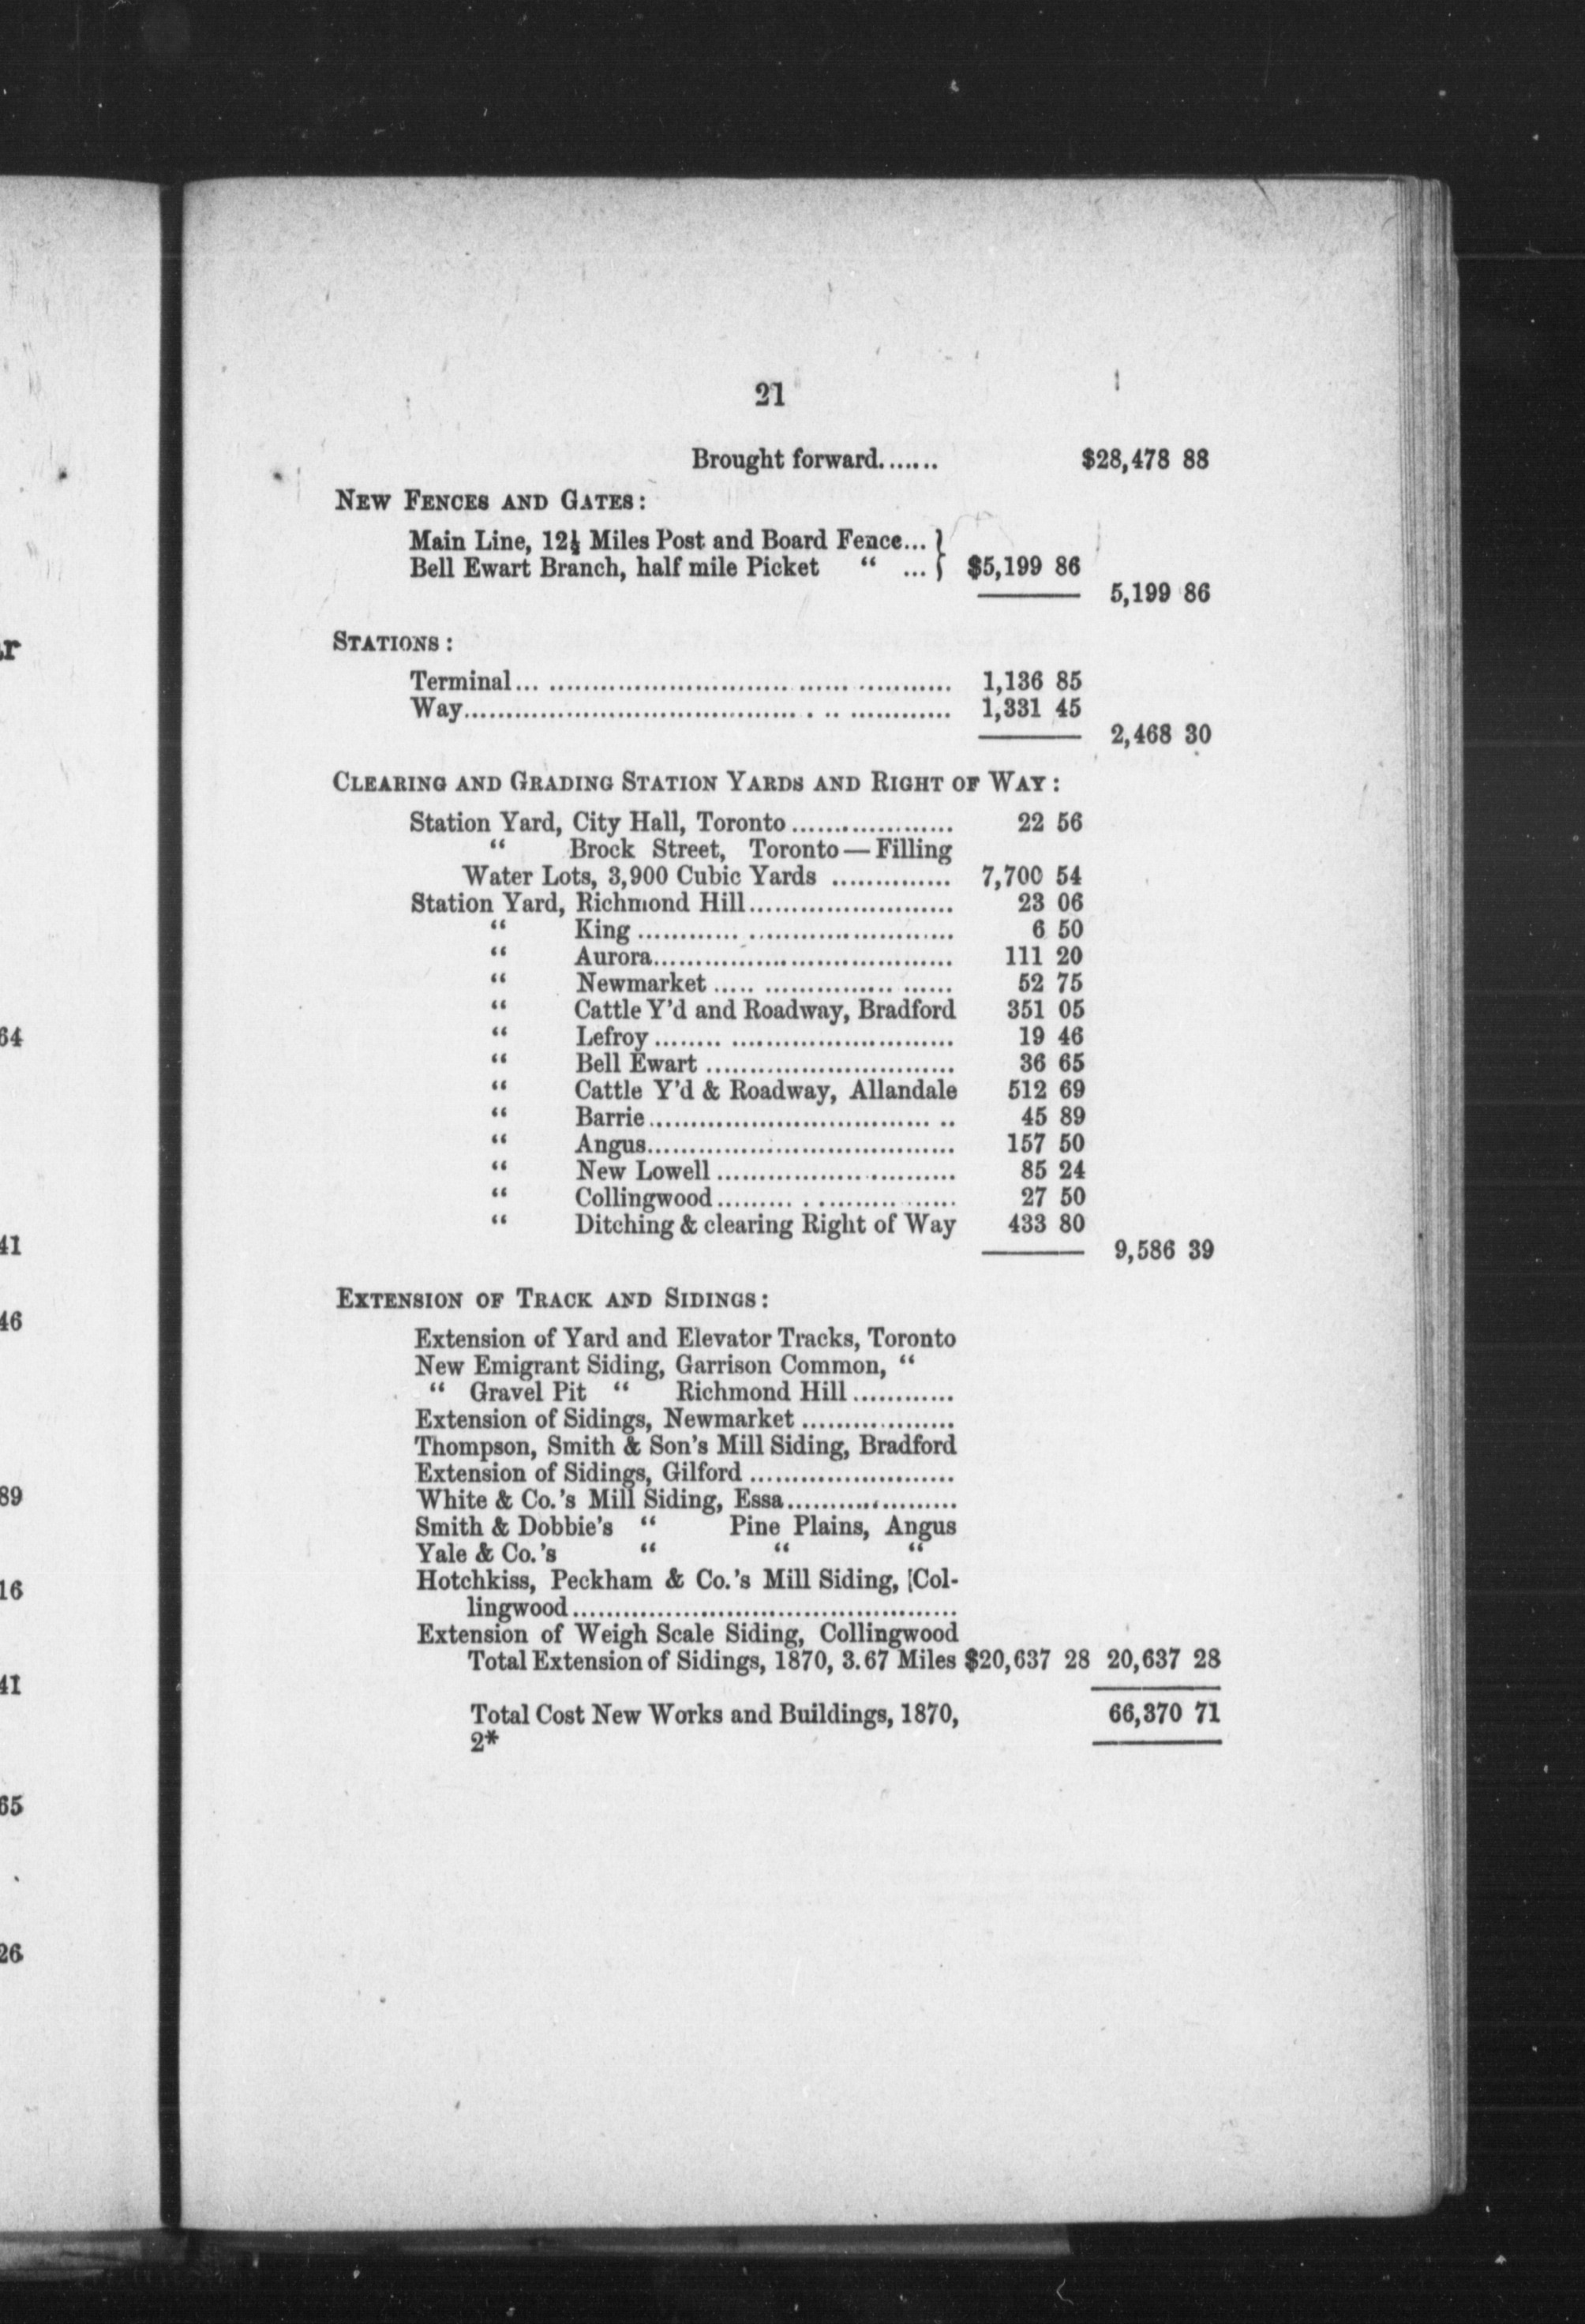 21
Brought forward....... $28,478 88
NEW FENCES AND GATES:
Main Line, 12½ Miles Post and Board Fence... }
Bell Ewart Branch, half mile Picket “ ... } $5,199 86
5,199 86
STATIONS:
Terminal... .................................................. 1,136 85
Way.................................................. 1,331 45
2,468 30
CLEARING AND GRADING STATION YARDS AND RIGHT OF WAY:
Station Yard, City Hall, Toronto ................... 22 56
“ Brock Street, Toronto—Filling
Water Lots, 3,900 Cubic Yards .............. 7,700 54
Station Yard, Richmond Hill........................ 23 06
“ King ..................................... 6 50
“ Aurora.................................... 111 20
“ Newmarket ............................ 52 75
“ Cattle Y'd and Roadway, Bradford 351 05
“ Lefroy .................................... 19 46
“ Bell Ewart .............................. 36 65
“ Cattle Y'd & Roadway, Allandale 512 69
“ Barrie .................................... 45 89
“ Angus.................................... 157 50
“ New Lowell ............................ 85 24
“ Collingwood............................ 27 50
“ Ditching & clearing Right of Way 433 80
9,586 39
EXTENSION OF TRACK AND SIDINGS:
Extension of Yard and Elevator Tracks, Toronto
New Emigrant Siding, Garrison Common, “
“ Gravel Pit “ Richmond Hill............
Extension of Sidings, Newmarket ..................
Thompson, Smith & Son's Mill Siding, Bradford
Extension of Sidings, Gilford ........................
White & Co.'s Mill Siding, Essa....................
Smith & Dobbie's “ Pine Plains, Angus
Yale & Co.'s “ “ “
Hotchkiss, Peckham & Co.'s Mill Siding, Col-
lingwood..............................................
Extension of Weigh Scale Siding, Collingwood
Total Extension of Sidings, 1870, 3.67 Miles $20,637 28 20,637 28
Total Cost New Works and Buildings, 1870, 66,370 71
2*
r
64
41
46
89
16
41
65
26